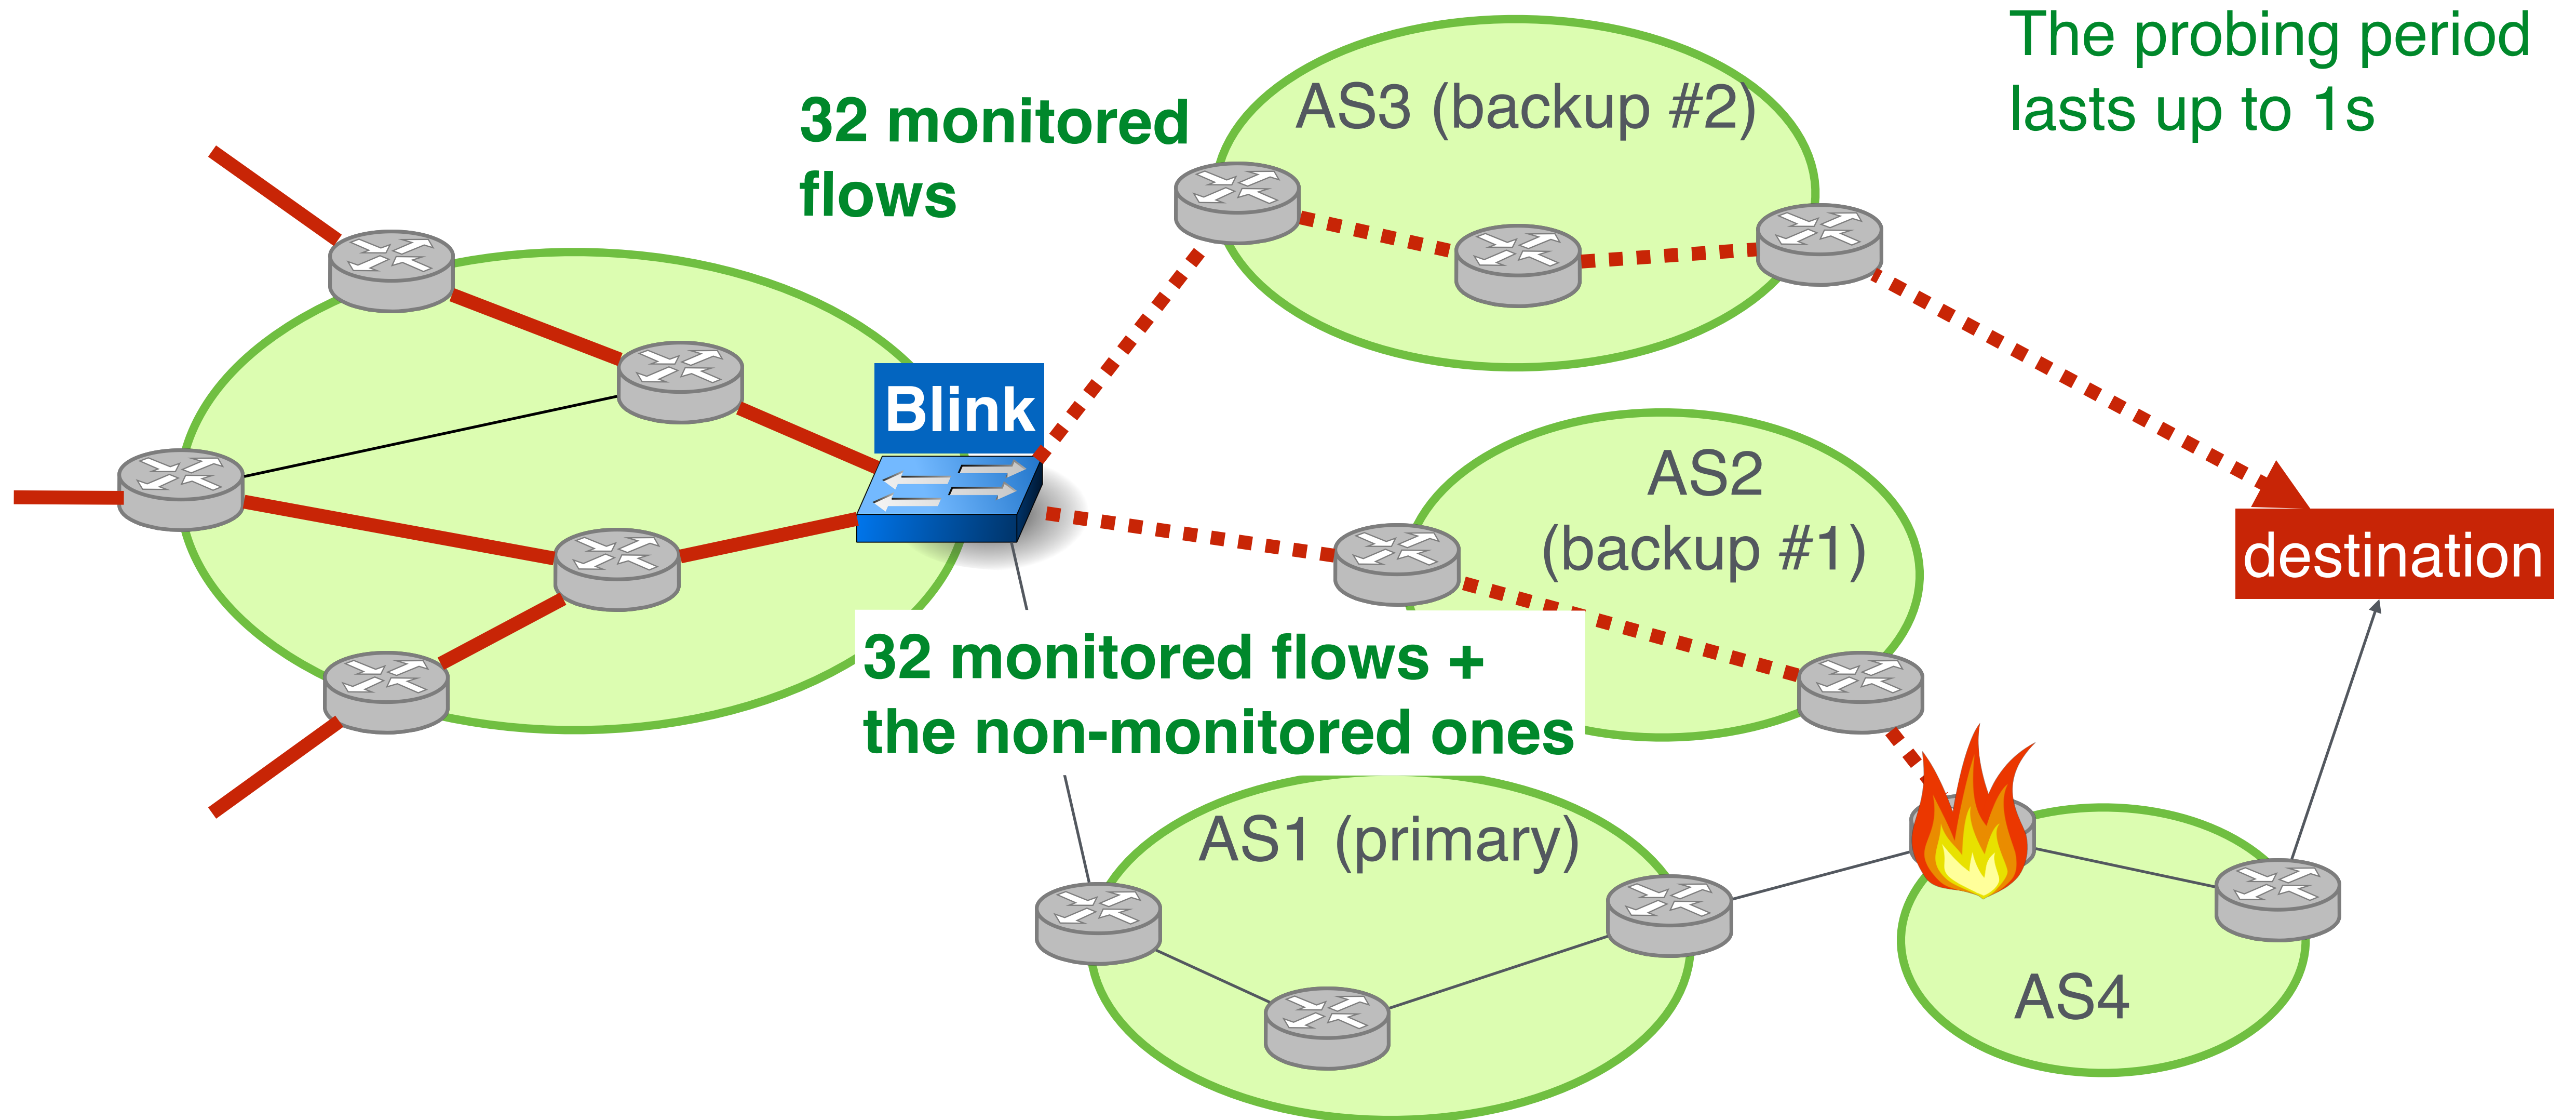 The probing period
lasts up to 1s
32 monitored
flows
AS3 (backup #2)
Blink
AS2
(backup #1)
destination
32 monitored flows +
the non-monitored ones
AS1 (primary)
AS4